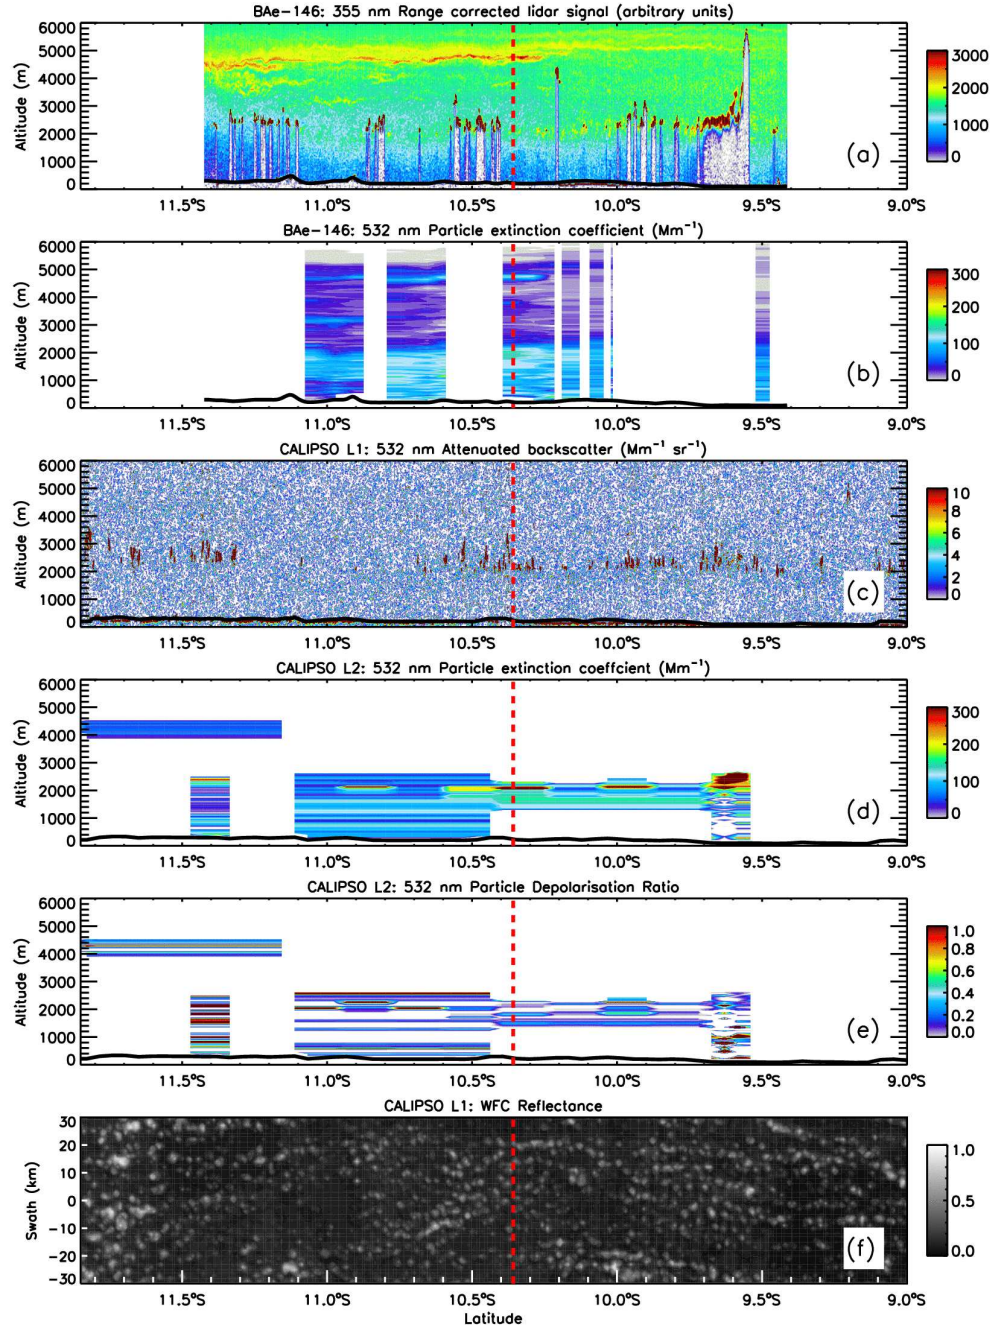 BAe-146: 355 nm Range corrected lidar signal (arbitrary units)
Altitude (m)
6000
5000
4000
3000
2000
1000
0
(a)
3000
2000
1000
0
11.5°S 11.0°S 10.5°S 10.0°S 9.5°S 9.0°S
BAe-146: 532 nm Particle extinction coefficient (Mm⁻¹)
Altitude (m)
6000
5000
4000
3000
2000
1000
0
(b)
300
200
100
0
11.5°S 11.0°S 10.5°S 10.0°S 9.5°S 9.0°S
CALIPSO L1: 532 nm Attenuated backscatter (Mm⁻¹ sr⁻¹)
Altitude (m)
6000
5000
4000
3000
2000
1000
0
(c)
10
8
6
4
2
0
11.5°S 11.0°S 10.5°S 10.0°S 9.5°S 9.0°S
CALIPSO L2: 532 nm Particle extinction coeffcient (Mm⁻¹)
Altitude (m)
6000
5000
4000
3000
2000
1000
0
(d)
300
200
100
0
11.5°S 11.0°S 10.5°S 10.0°S 9.5°S 9.0°S
CALIPSO L2: 532 nm Particle Depolarisation Ratio
Altitude (m)
6000
5000
4000
3000
2000
1000
0
(e)
1.0
0.8
0.6
0.4
0.2
0.0
11.5°S 11.0°S 10.5°S 10.0°S 9.5°S 9.0°S
CALIPSO L1: WFC Reflectance
Swath (km)
30
20
10
0
-10
-20
-30
(f)
1.0
0.5
0.0
11.5°S 11.0°S 10.5°S 10.0°S 9.5°S 9.0°S
Latitude